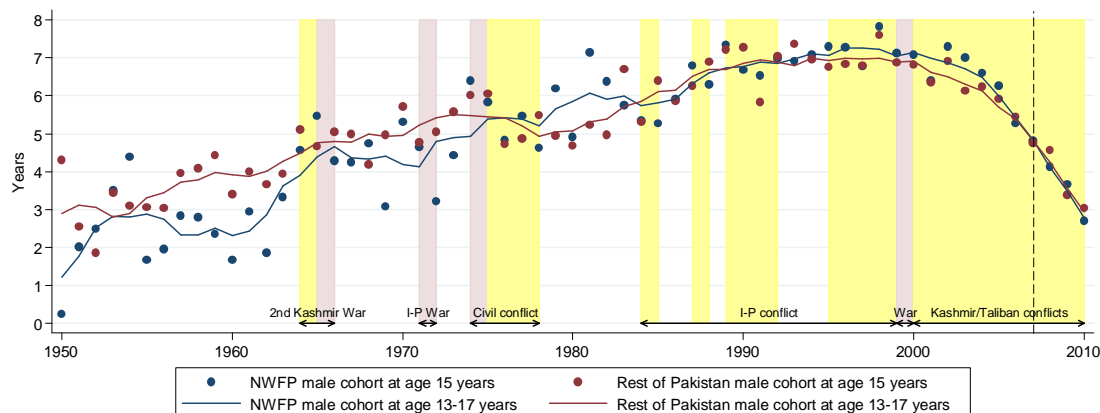 8
7
6
5
4
3
2
1
0
Years
2nd Kashmir War
I-P War
Civil conflict
I-P conflict
War
Kashmir/Taliban conflicts
1950 1960 1970 1980 1990 2000 2010
NWFP male cohort at age 15 years Rest of Pakistan male cohort at age 15 years
NWFP male cohort at age 13-17 years Rest of Pakistan male cohort at age 13-17 years